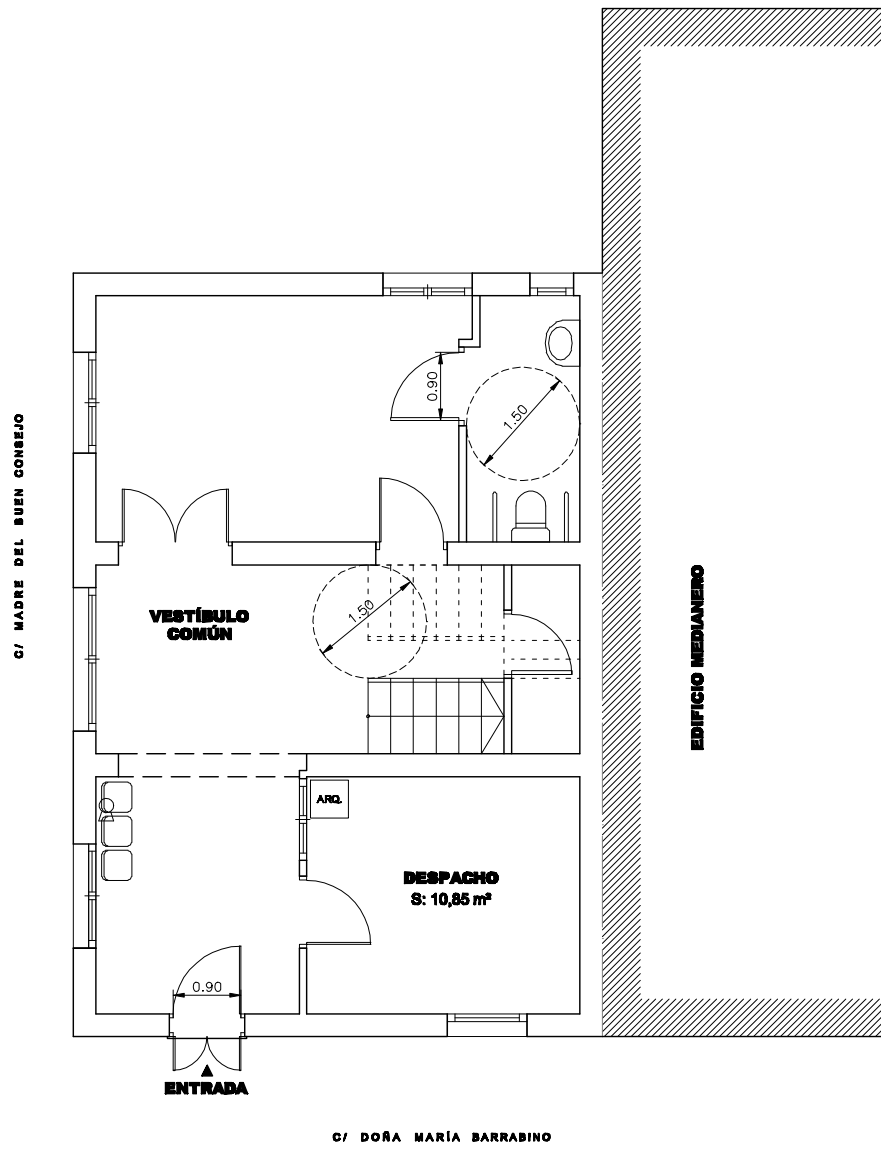 0.90
1.50
C/ MADRE DEL BUEN CONSEJO
VESTÍBULO
COMÚN
1.50
EDIFICIO MEDIANERO
ARQ.
DESPACHO
S: 10,85 m²
0.90
ENTRADA
C/ DOÑA MARÍA BARRABINO